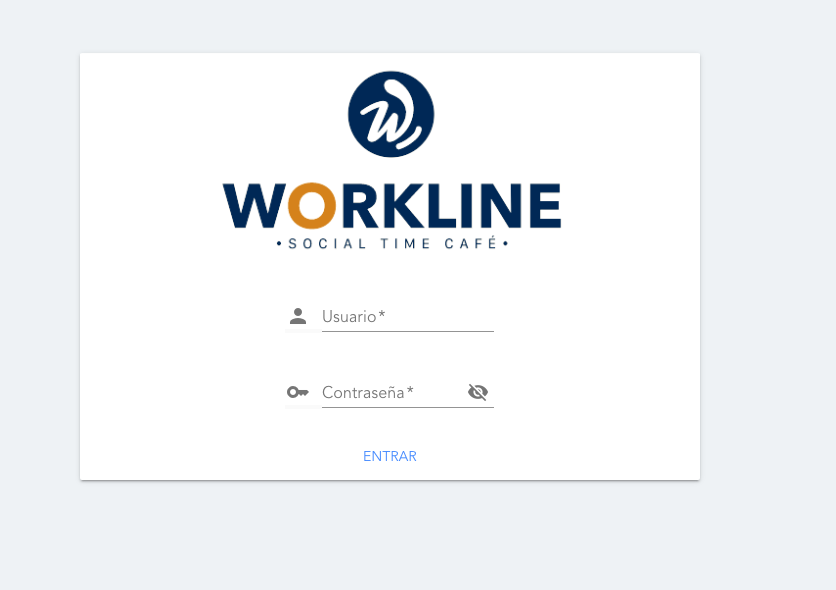 W
WORKLINE
•SOCIAL TIME CAFÉ•
Usuario*
Contraseña*
ENTRAR